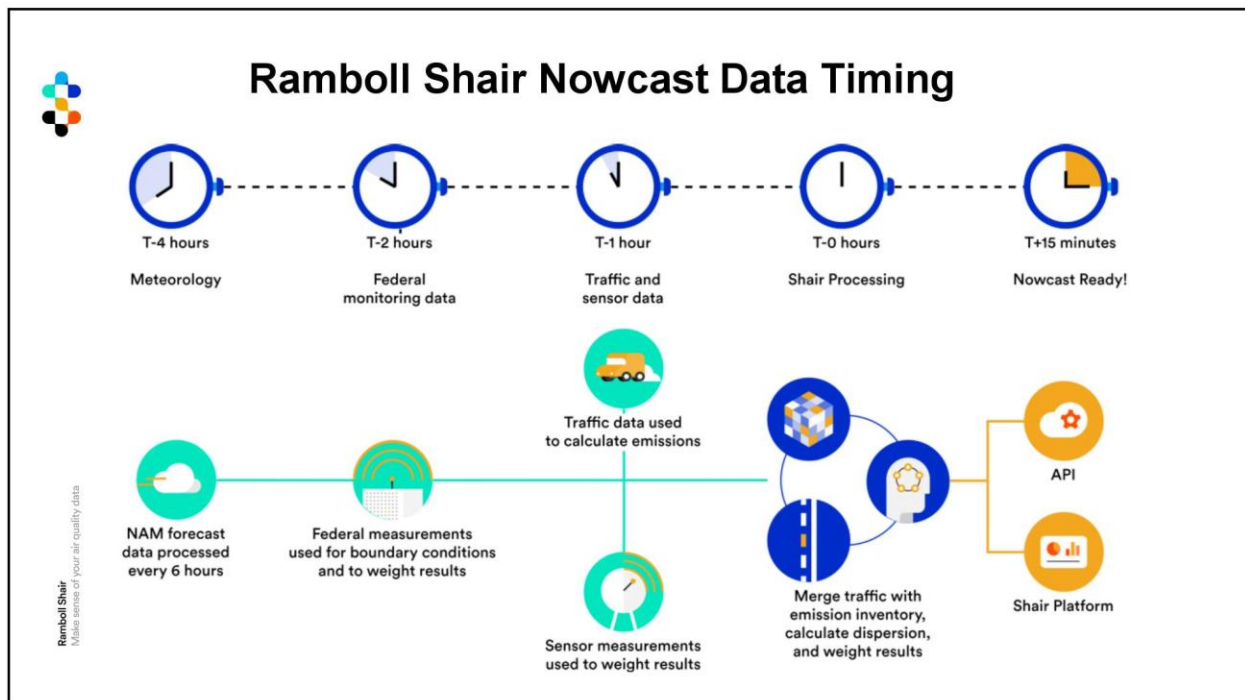 Ramboll Shair Nowcast Data Timing
T-4 hours
Meteorology
T-2 hours
Federal
monitoring data
T-1 hour
Traffic and
sensor data
T-0 hours
Shair Processing
T+15 minutes
Nowcast Ready!
Traffic data used
to calculate emissions
NAM forecast
data processed
every 6 hours
Federal measurements
used for boundary conditions
and to weight results
Sensor measurements
used to weight results
Merge traffic with
emission inventory,
calculate dispersion,
and weight results
API
Shair Platform
Ramboll Shair
Make sense of your air quality data